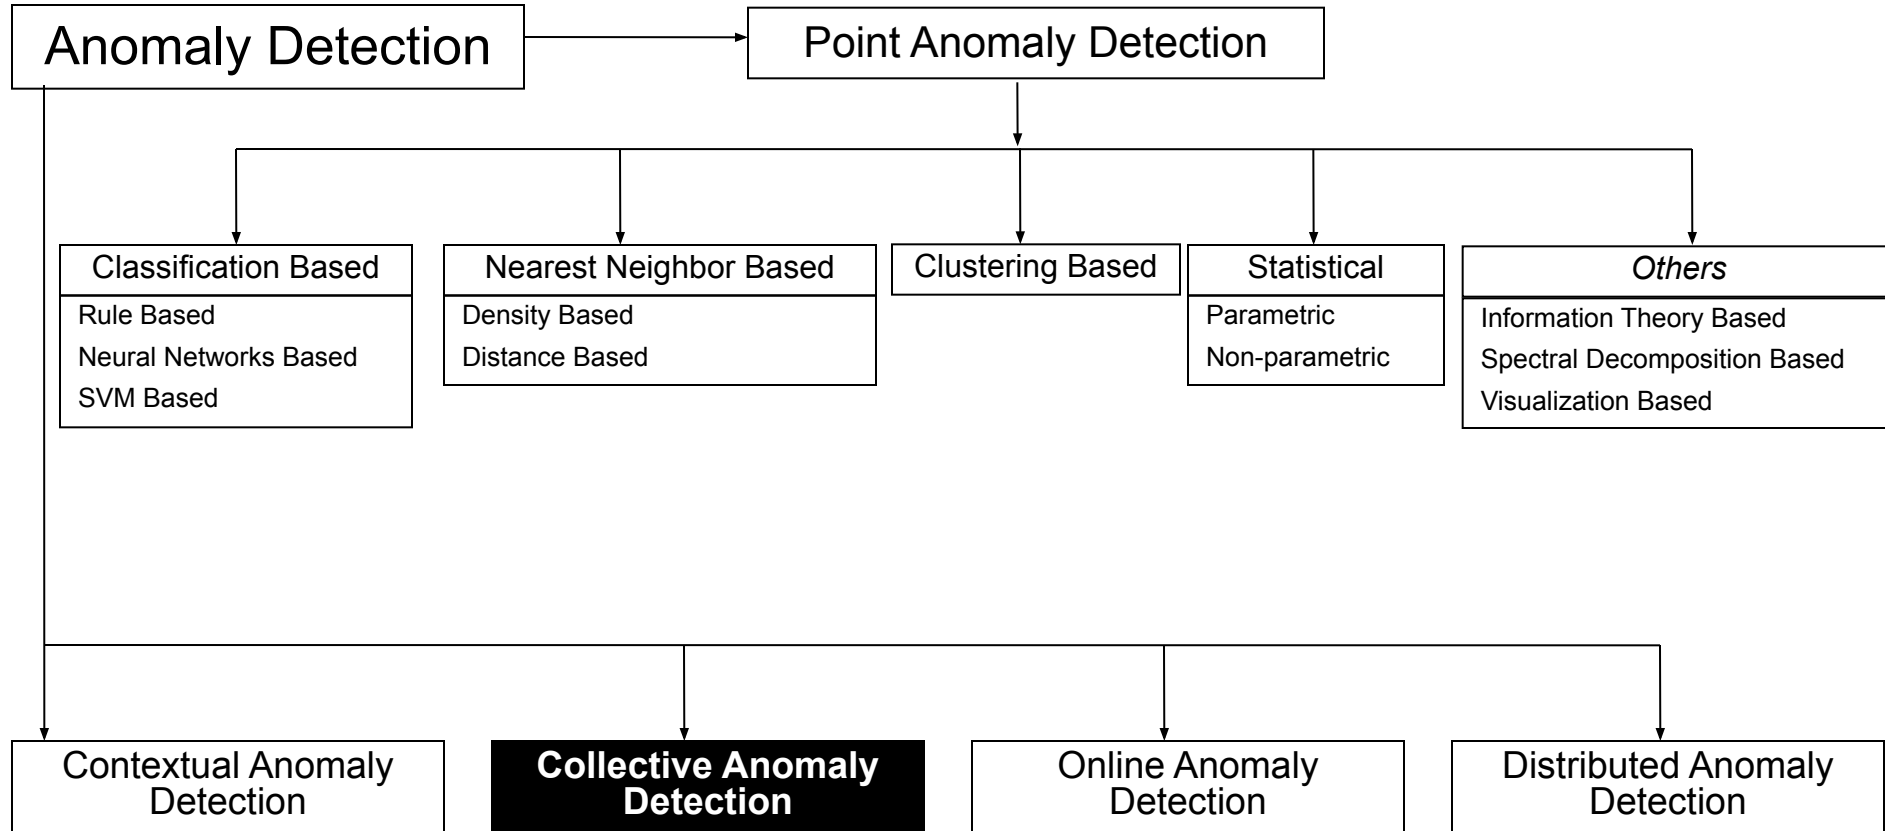 Anomaly Detection
Point Anomaly Detection
Classification Based
Rule Based
Neural Networks Based
SVM Based
Nearest Neighbor Based
Density Based
Distance Based
Clustering Based
Statistical
Parametric
Non-parametric
Others
Information Theory Based
Spectral Decomposition Based
Visualization Based
Contextual Anomaly
Detection
Collective Anomaly
Detection
Online Anomaly
Detection
Distributed Anomaly
Detection